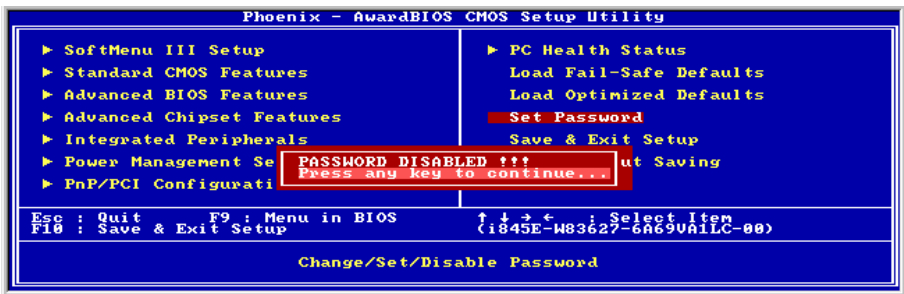 Phoenix - AwardBIOS CMOS Setup Utility
► SoftMenu III Setup
► Standard CMOS Features
► Advanced BIOS Features
► Advanced Chipset Features
► Integrated Peripherals
► Power Management Se
► PnP/PCI Configurati
► PC Health Status
Load Fail-Safe Defaults
Load Optimized Defaults
Set Password
Save & Exit Setup
ut Saving
PASSWORD DISABLED !!!
Press any key to continue...
Esc : Quit F9 : Menu in BIOS ↑ ↓ → ← : Select Item
F10 : Save & Exit Setup (i845E-W83627-6A69VA1LC-00)
Change/Set/Disable Password